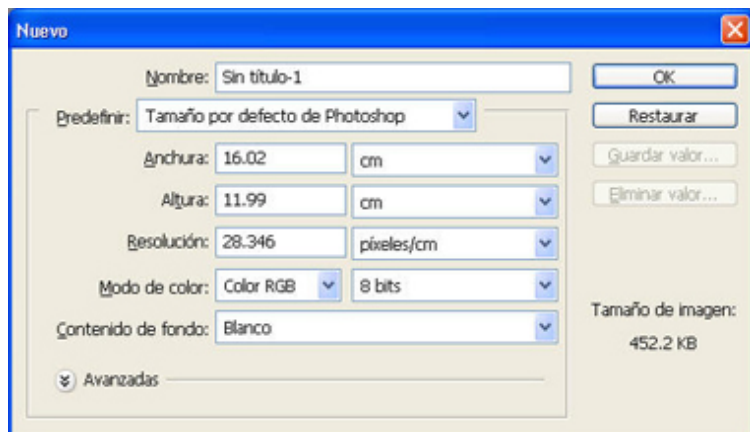 Nuevo
Nombre: Sin título-1
OK
Predefinir: Tamaño por defecto de Photoshop
Restaurar
Anchura: 16.02 cm
Guardar valor...
Altura: 11.99 cm
Eliminar valor...
Resolución: 28.346 píxeles/cm
Modo de color: Color RGB 8 bits
Contenido de fondo: Blanco
Tamaño de imagen:
452.2 KB
Avanzadas